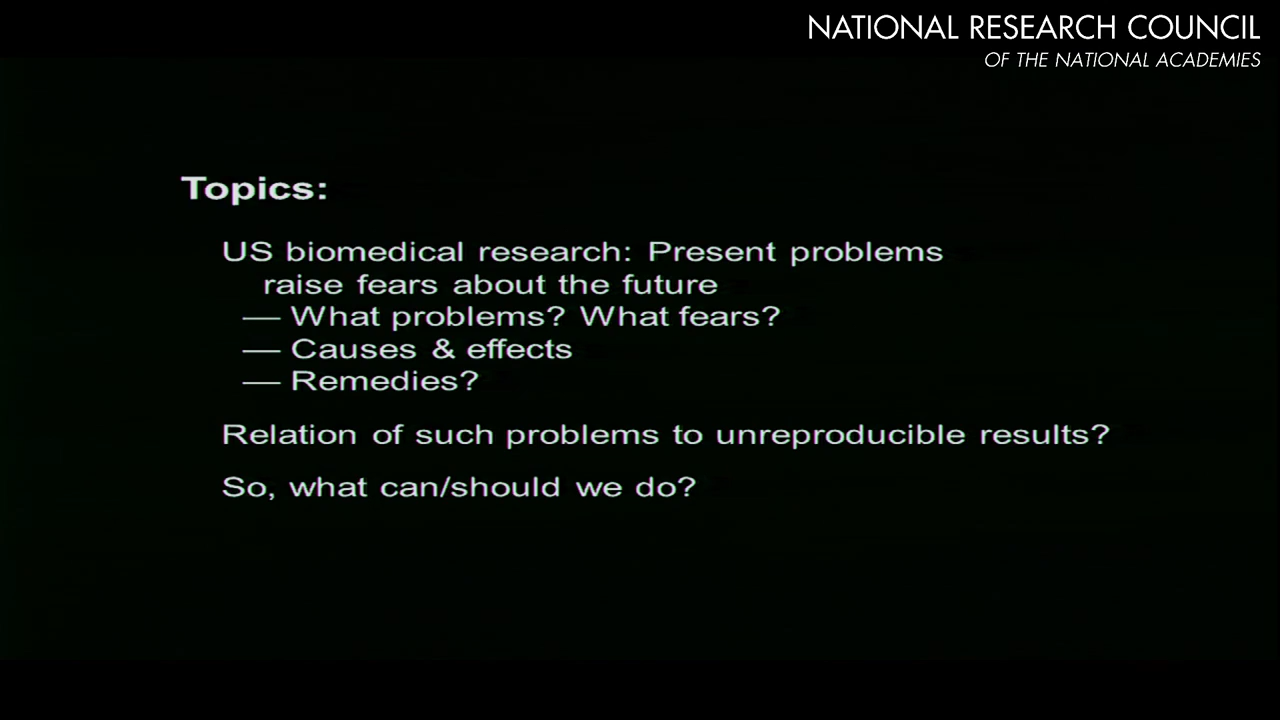 NATIONAL RESEARCH COUNCIL
OF THE NATIONAL ACADEMIES
Topics:
US biomedical research: Present problems
raise fears about the future
— What problems? What fears?
— Causes & effects
— Remedies?
Relation of such problems to unreproducible results?
So, what can/should we do?